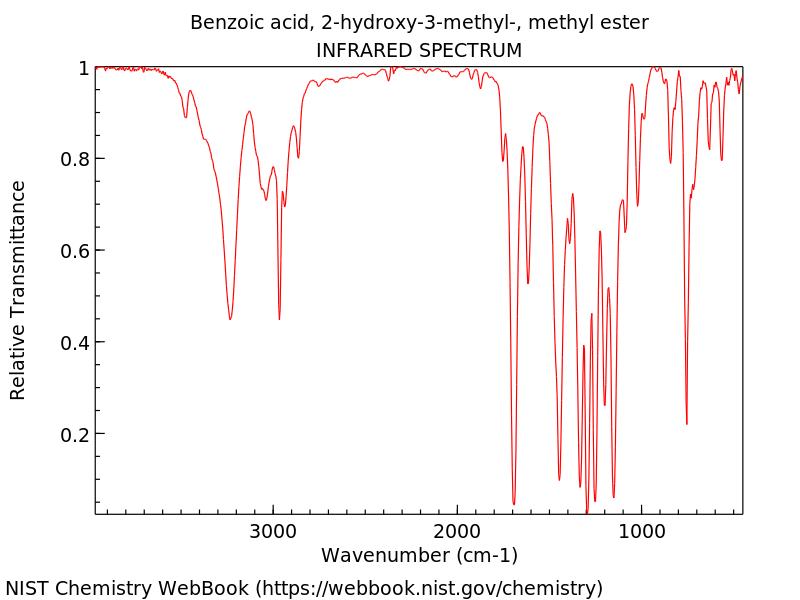 Benzoic acid, 2-hydroxy-3-methyl-, methyl ester
INFRARED SPECTRUM
1
0.8
0.6
0.4
0.2
Relative Transmittance
3000 2000 1000
Wavenumber (cm-1)
NIST Chemistry WebBook (https://webbook.nist.gov/chemistry)